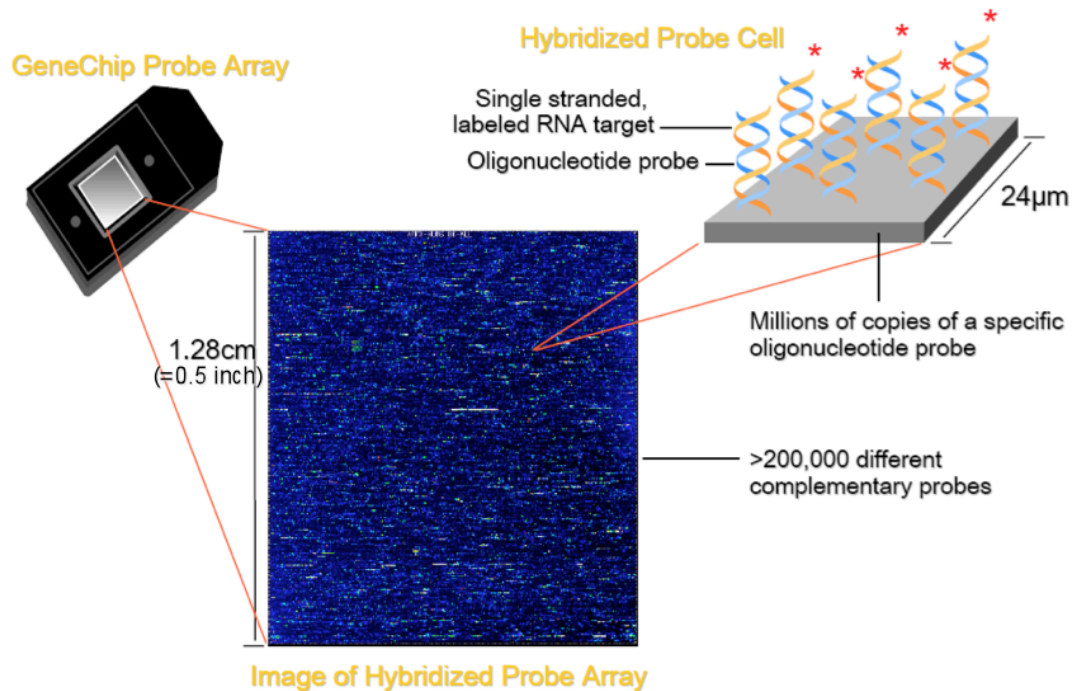 GeneChip Probe Array
Hybridized Probe Cell
Single stranded,
labeled RNA target
Oligonucleotide probe
* * * * *
24µm
Millions of copies of a specific
oligonucleotide probe
1.28cm
(=0.5 inch)
>200,000 different
complementary probes
Image of Hybridized Probe Array